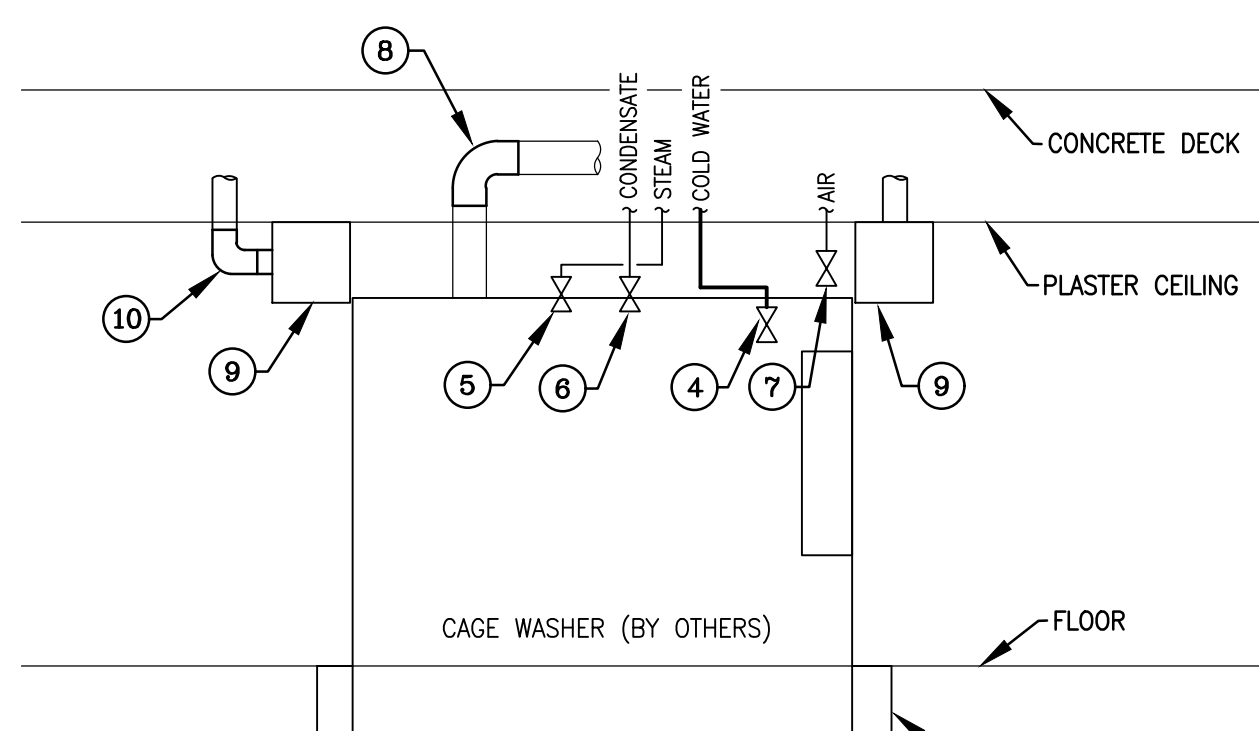 8
CONDENSATE
STEAM
COLD WATER
AIR
CONCRETE DECK
PLASTER CEILING
10
9
5
6
4
7
9
CAGE WASHER (BY OTHERS)
FLOOR